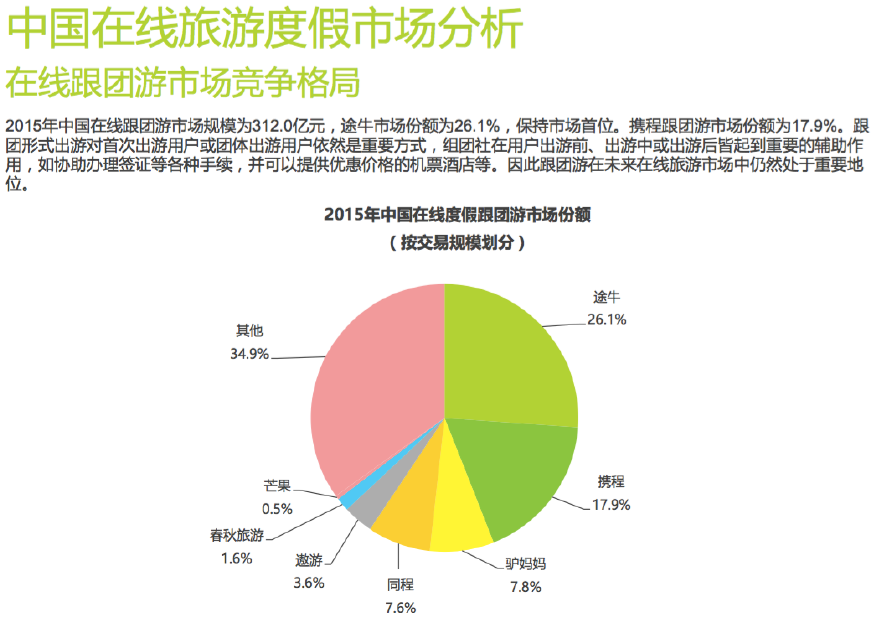 中国在线旅游度假市场分析
在线跟团游市场竞争格局
2015年中国在线跟团游市场规模为312.0亿元，途牛市场份额为26.1%，保持市场首位。携程跟团游市场份额为17.9%。跟
团形式出游对首次出游用户或团体出游用户依然是重要方式，组团社在用户出游前、出游中或出游后皆起到重要的辅助作
用，如协助办理签证等各种手续，并可以提供优惠价格的机票酒店等。因此跟团游在未来在线旅游市场中仍然处于重要地
位。
2015年中国在线度假跟团游市场份额
（按交易规模划分）
途牛
26.1%
其他
34.9%
携程
17.9%
芒果
0.5%
春秋旅游
1.6%
遨游
3.6%
同程
7.6%
驴妈妈
7.8%